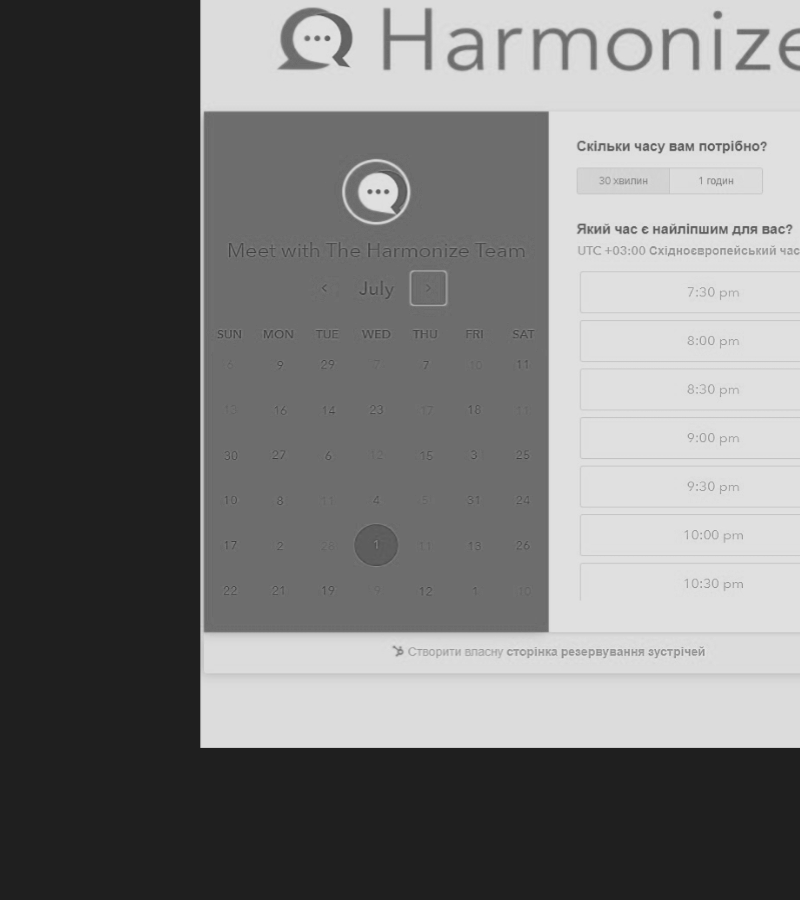 Harmonize
Meet with The Harmonize Team
July
SUN MON TUE WED THU FRI SAT
6 9 29 7 7 10 11
13 16 14 23 17 18 11
30 27 6 12 15 3 25
10 8 11 4 5 31 24
17 2 26 1 11 13 26
22 21 19 9 12 1 10
Скільки часу вам потрібно?
30 хвилин 1 годин
Який час є найліпшим для вас?
UTC +03:00 Східноєвропейський час
7:30 pm
8:00 pm
8:30 pm
9:00 pm
9:30 pm
10:00 pm
10:30 pm
Створити власну сторінка резервування зустрічей